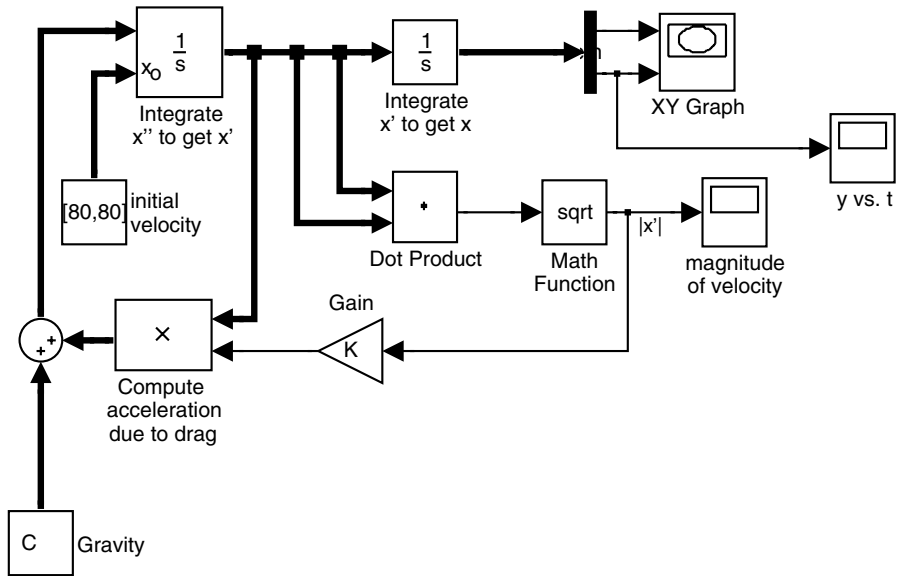 1
s
xo
Integrate
x'' to get x'
1
s
Integrate
x' to get x
XY Graph
y vs. t
[80,80]
initial
velocity
Dot Product
sqrt
Math
Function
|x'|
magnitude
of velocity
Gain
K
×
Compute
acceleration
due to drag
+
+
C
Gravity